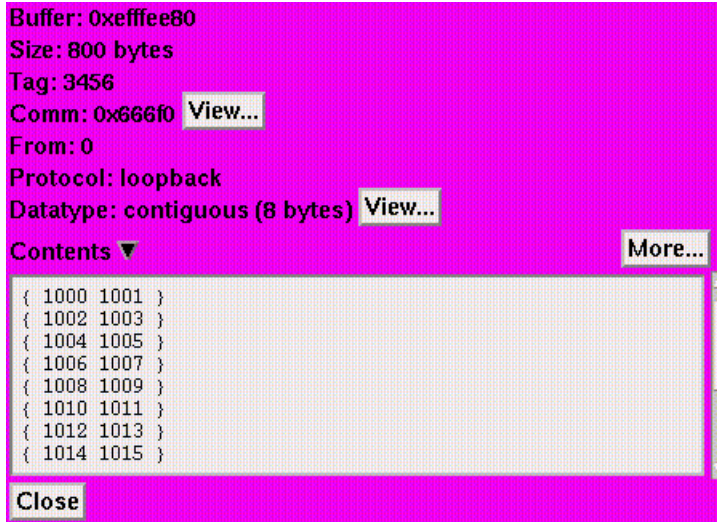 Buffer: 0xefffee80
Size: 800 bytes
Tag: 3456
Comm: 0x666f0 View...
From: 0
Protocol: loopback
Datatype: contiguous (8 bytes) View...
Contents ▼ More...
{ 1000 1001 }
{ 1002 1003 }
{ 1004 1005 }
{ 1006 1007 }
{ 1008 1009 }
{ 1010 1011 }
{ 1012 1013 }
{ 1014 1015 }
Close